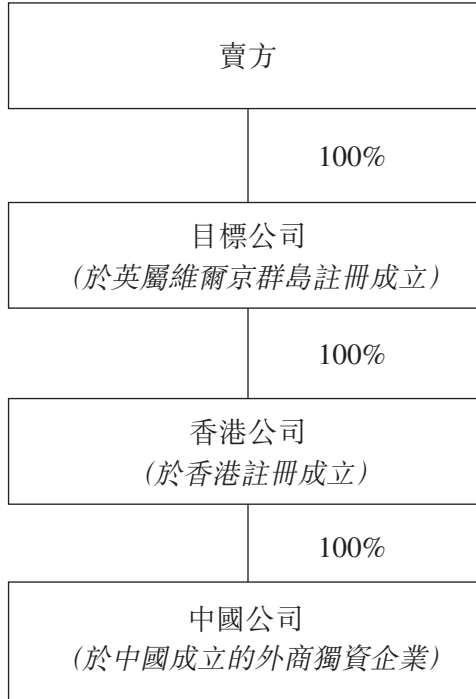 賣方
100%
目標公司
(於英屬維爾京群島註冊成立)
100%
香港公司
(於香港註冊成立)
100%
中國公司
(於中國成立的外商獨資企業)